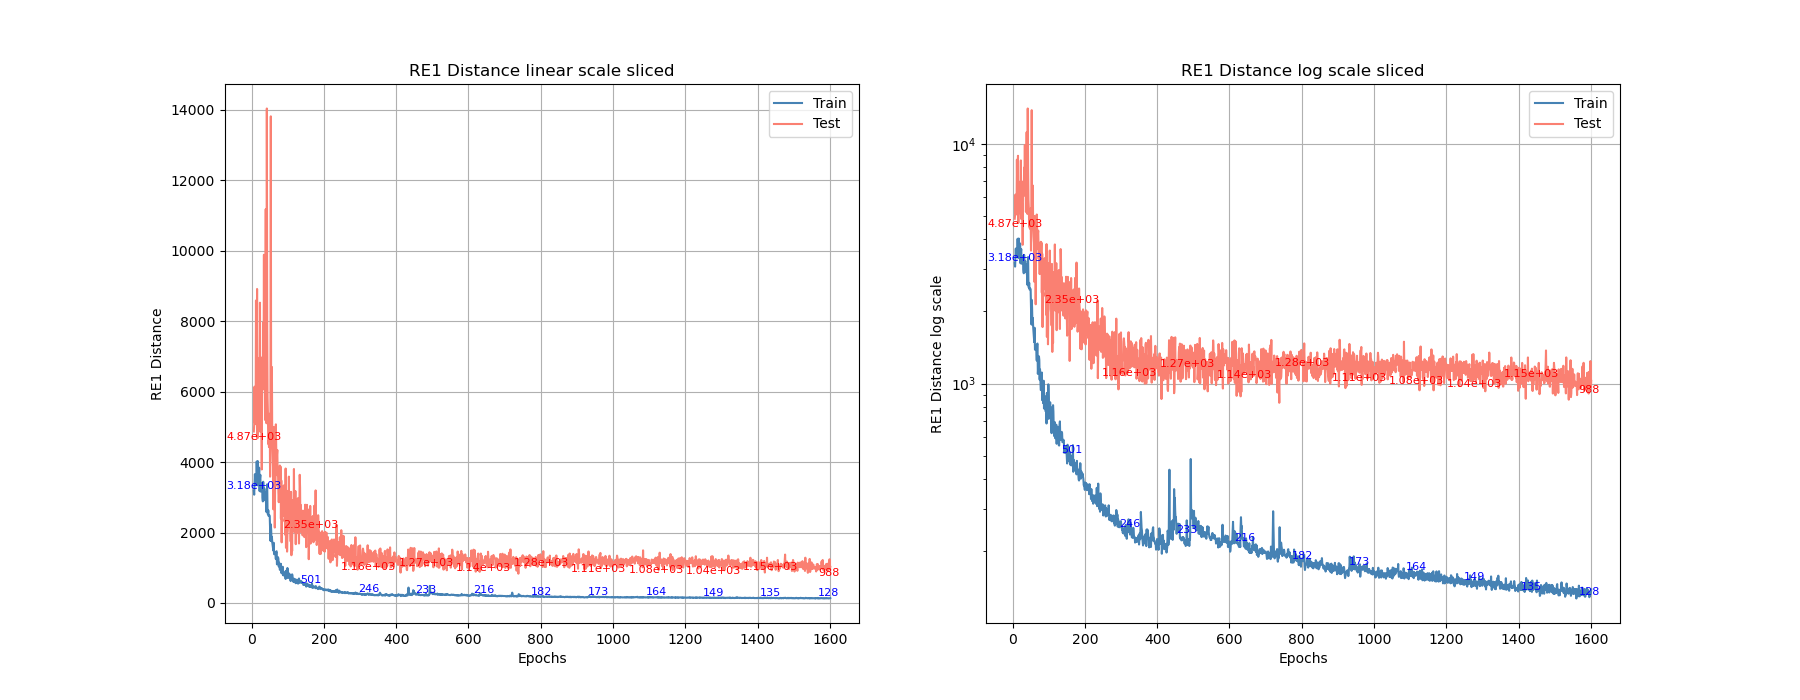 RE1 Distance linear scale sliced
RE1 Distance
14000
12000
10000
8000
6000
4000
2000
0
0 200 400 600 800 1000 1200 1400 1600
Epochs
Train
Test
4.87e+03
3.18e+03
2.35e+03
501
1.16e+03
246
1.27e+03
233
1.14e+03
216
1.28e+03
182
1.11e+03
173
1.08e+03
164
1.04e+03
149
1.15e+03
135
988
128
RE1 Distance log scale sliced
RE1 Distance log scale
10⁴
10³
0 200 400 600 800 1000 1200 1400 1600
Epochs
Train
Test
4.87e+03
3.18e+03
2.35e+03
501
1.16e+03
246
1.27e+03
233
1.14e+03
216
1.28e+03
182
1.11e+03
173
1.08e+03
164
1.04e+03
149
1.15e+03
135
988
128